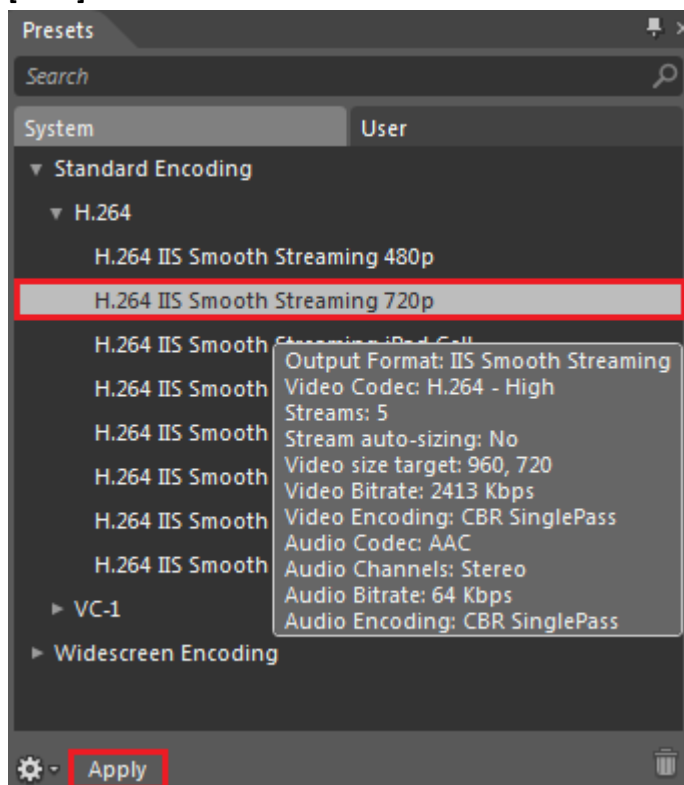 Presets
Search
System
User
Standard Encoding
H.264
H.264 IIS Smooth Streaming 480p
H.264 IIS Smooth Streaming 720p
H.264 IIS Smooth Streaming iPad Cell
Output Format: IIS Smooth Streaming
Video Codec: H.264 - High
Streams: 5
Stream auto-sizing: No
Video size target: 960, 720
Video Bitrate: 2413 Kbps
Video Encoding: CBR SinglePass
Audio Codec: AAC
Audio Channels: Stereo
Audio Bitrate: 64 Kbps
Audio Encoding: CBR SinglePass
H.264 IIS Smooth
H.264 IIS Smooth
H.264 IIS Smooth
H.264 IIS Smooth
H.264 IIS Smooth
VC-1
Widescreen Encoding
Apply